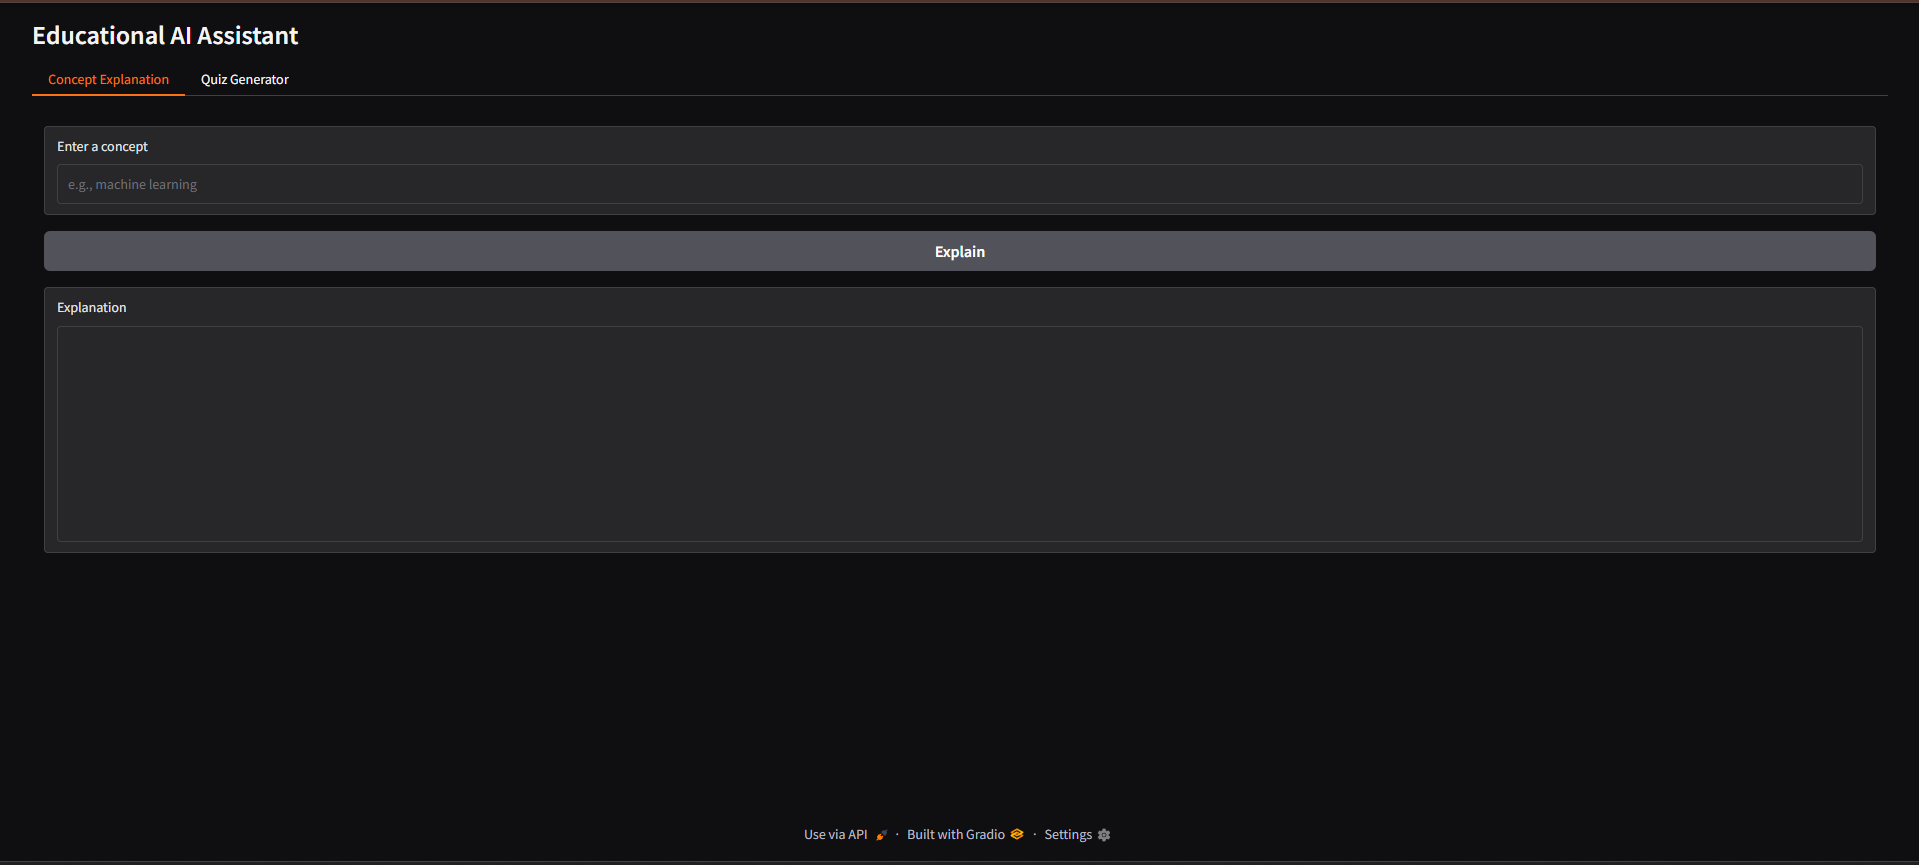 Educational AI Assistant
Concept Explanation Quiz Generator
Enter a concept
e.g., machine learning
Explain
Explanation
Use via API · Built with Gradio · Settings